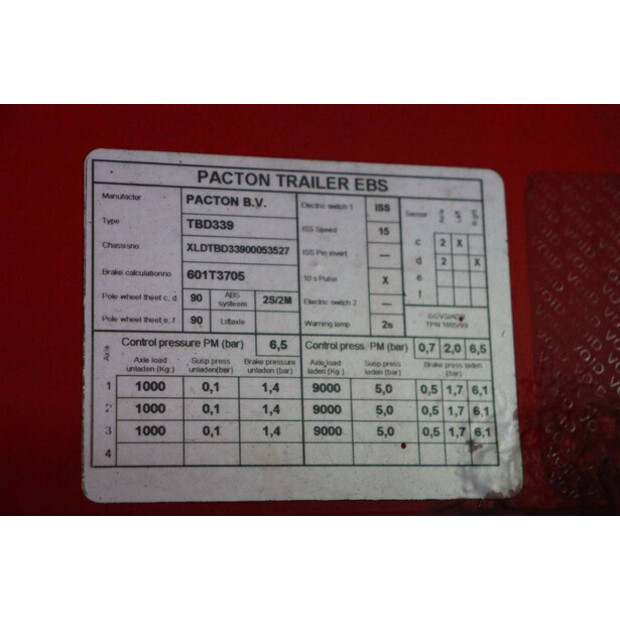 PACTON TRAILER EBS
Manufactor PACTON B.V. Electric switch 1 ISS Sensor
Type TBD339 ISS Speed 15
Chassisno XLDTBD33900053527 ISS Pin invert — c 2 X
d 2 X
Brake calculationno 601T3705 10 s Pulse X e
Pole wheel theet c, d 90 ABS systeem 2S/2M Electric switch 2 — f
Pole wheel theet e, f 90 Liftaxle Warning lamp 2s
Axle Control pressure PM (bar) 6,5 Control press. PM (bar) 0,7 2,0 6,5
Axle load unladen (Kg.) Susp press unladen(bar) Brake pressure unladen (bar) Axle load laden (Kg.) Susp press laden (bar) Brake press laden (bar)
1 1000 0,1 1,4 9000 5,0 0,5 1,7 6,1
2 1000 0,1 1,4 9000 5,0 0,5 1,7 6,1
3 1000 0,1 1,4 9000 5,0 0,5 1,7 6,1
4
VOID